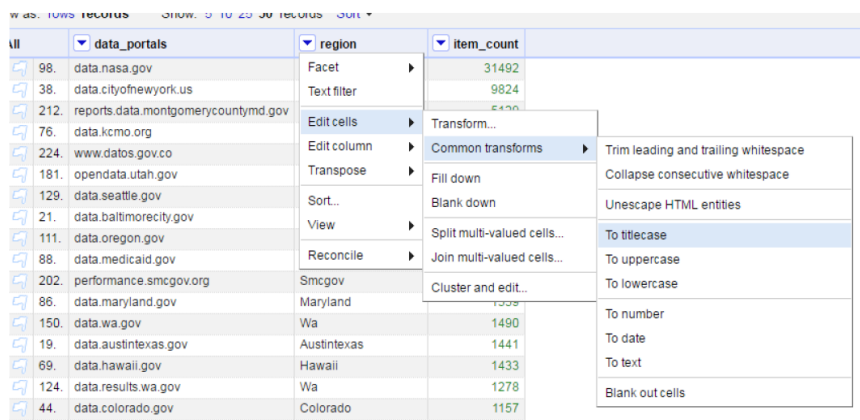 w as: rows records Show: 5 10 25 50 records Sort
All data_portals region item_count
98. data.nasa.gov 31492
38. data.cityofnewyork.us 9824
212. reports.data.montgomerycountymd.gov 5129
76. data.kcmo.org
224. www.datos.gov.co
181. opendata.utah.gov
129. data.seattle.gov
21. data.baltimorecity.gov
111. data.oregon.gov
88. data.medicaid.gov
202. performance.smcgov.org Smcgov
86. data.maryland.gov Maryland
150. data.wa.gov Wa 1490
19. data.austintexas.gov Austintexas 1441
69. data.hawaii.gov Hawaii 1433
124. data.results.wa.gov Wa 1278
44. data.colorado.gov Colorado 1157
Facet
Text filter
Edit cells
Edit column
Transpose
Sort...
View
Reconcile
Transform...
Common transforms
Fill down
Blank down
Split multi-valued cells...
Join multi-valued cells...
Cluster and edit...
Trim leading and trailing whitespace
Collapse consecutive whitespace
Unescape HTML entities
To titlecase
To uppercase
To lowercase
To number
To date
To text
Blank out cells